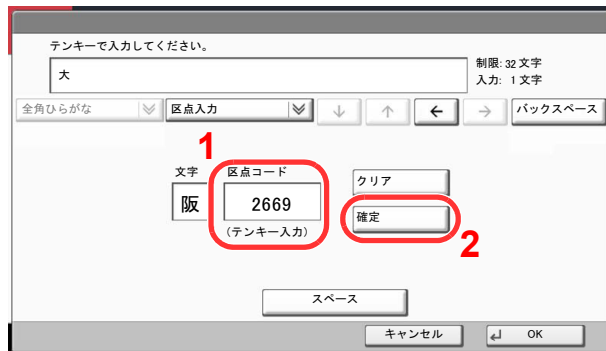 テンキーで入力してください。
大
制限: 32 文字
入力: 1 文字
全角ひらがな 区点入力 ↓ ↑ ← → バックスペース
1
文字 区点コード
クリア
阪 2669
確定
(テンキー入力)
2
スペース
キャンセル OK